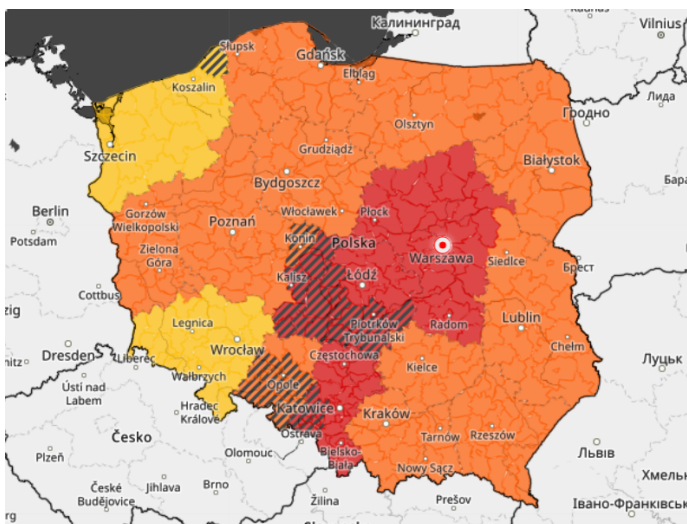 Калининград
Vilnius
Słupsk
Gdańsk
Elbląg
Koszalin
Лида
Гродно
Olsztyn
Szczecin
Grudziądz
Białystok
Bydgoszcz
Berlin
Gorzów
Wielkopolski
Poznań
Włocławek
Płock
Potsdam
Konin
Polska
Warszawa
Zielona
Góra
Siedlce
Брест
Kalisz
Łódź
Cottbus
Legnica
Piotrków
Trybunalski
Radom
Lublin
Wrocław
Dresden
Liberec
Częstochowa
Chełm
Луцьк
Wałbrzych
Opole
Kielce
Ústí nad
Labem
Hradec
Králové
Katowice
Kraków
Česko
Ostrava
Tarnów
Rzeszów
Львів
Plzeň
Olomouc
Bielsko-
Biała
Nowy Sącz
České
Budějovice
Jihlava
Brno
Žilina
Prešov
Івано-Франківськ